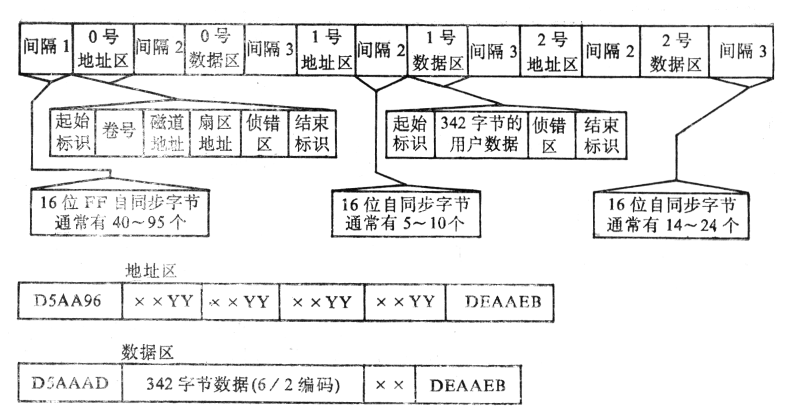 间隔 1
0 号
地址区
间隔 2
0 号
数据区
间隔 3
1 号
地址区
间隔 2
1 号
数据区
间隔 3
2 号
地址区
间隔 2
2 号
数据区
间隔 3
起始
标识
卷号
磁道
地址
扇区
地址
侦错
区
结束
标识
起始
标识
342 字节的
用户数据
侦错
区
结束
标识
16 位 FF 自同步字节
通常有 40~95 个
16 位自同步字节
通常有 5~10 个
16 位自同步字节
通常有 14~24 个
地址区
D5AA96 ××YY ××YY ××YY ××YY DEAAEB
数据区
D5AAAD 342 字节数据(6/2 编码) ×× DEAAEB